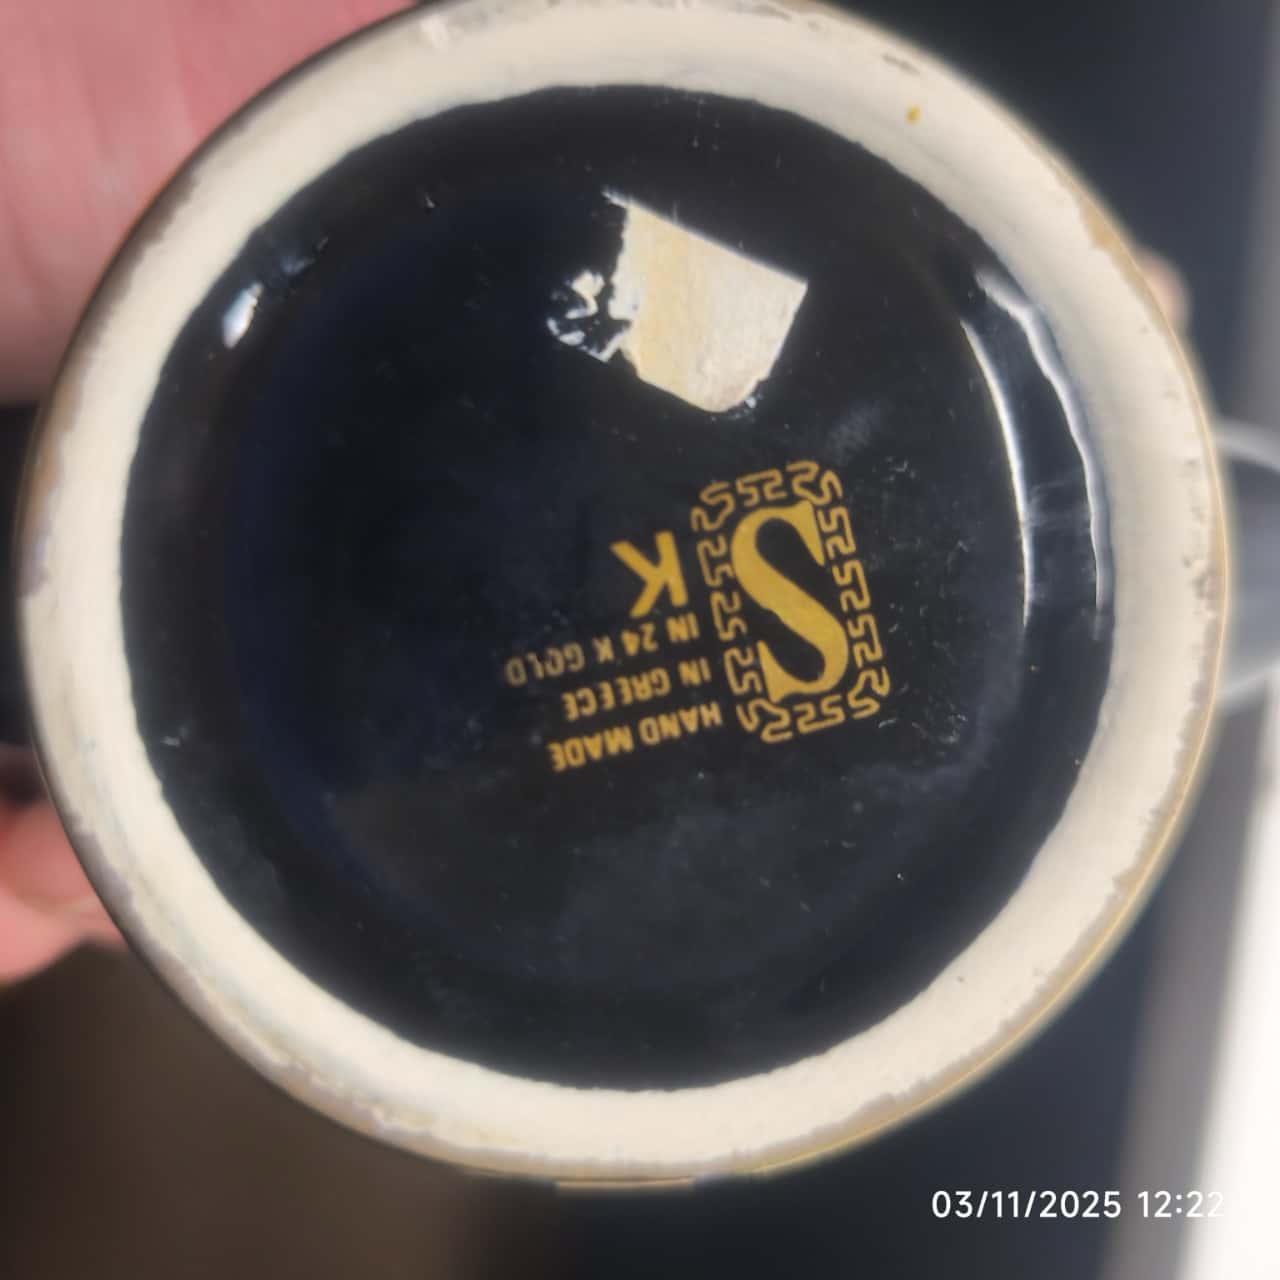 HAND MADE
IN GREECE
IN 24 K GOLD
S K
03/11/2025 12:22